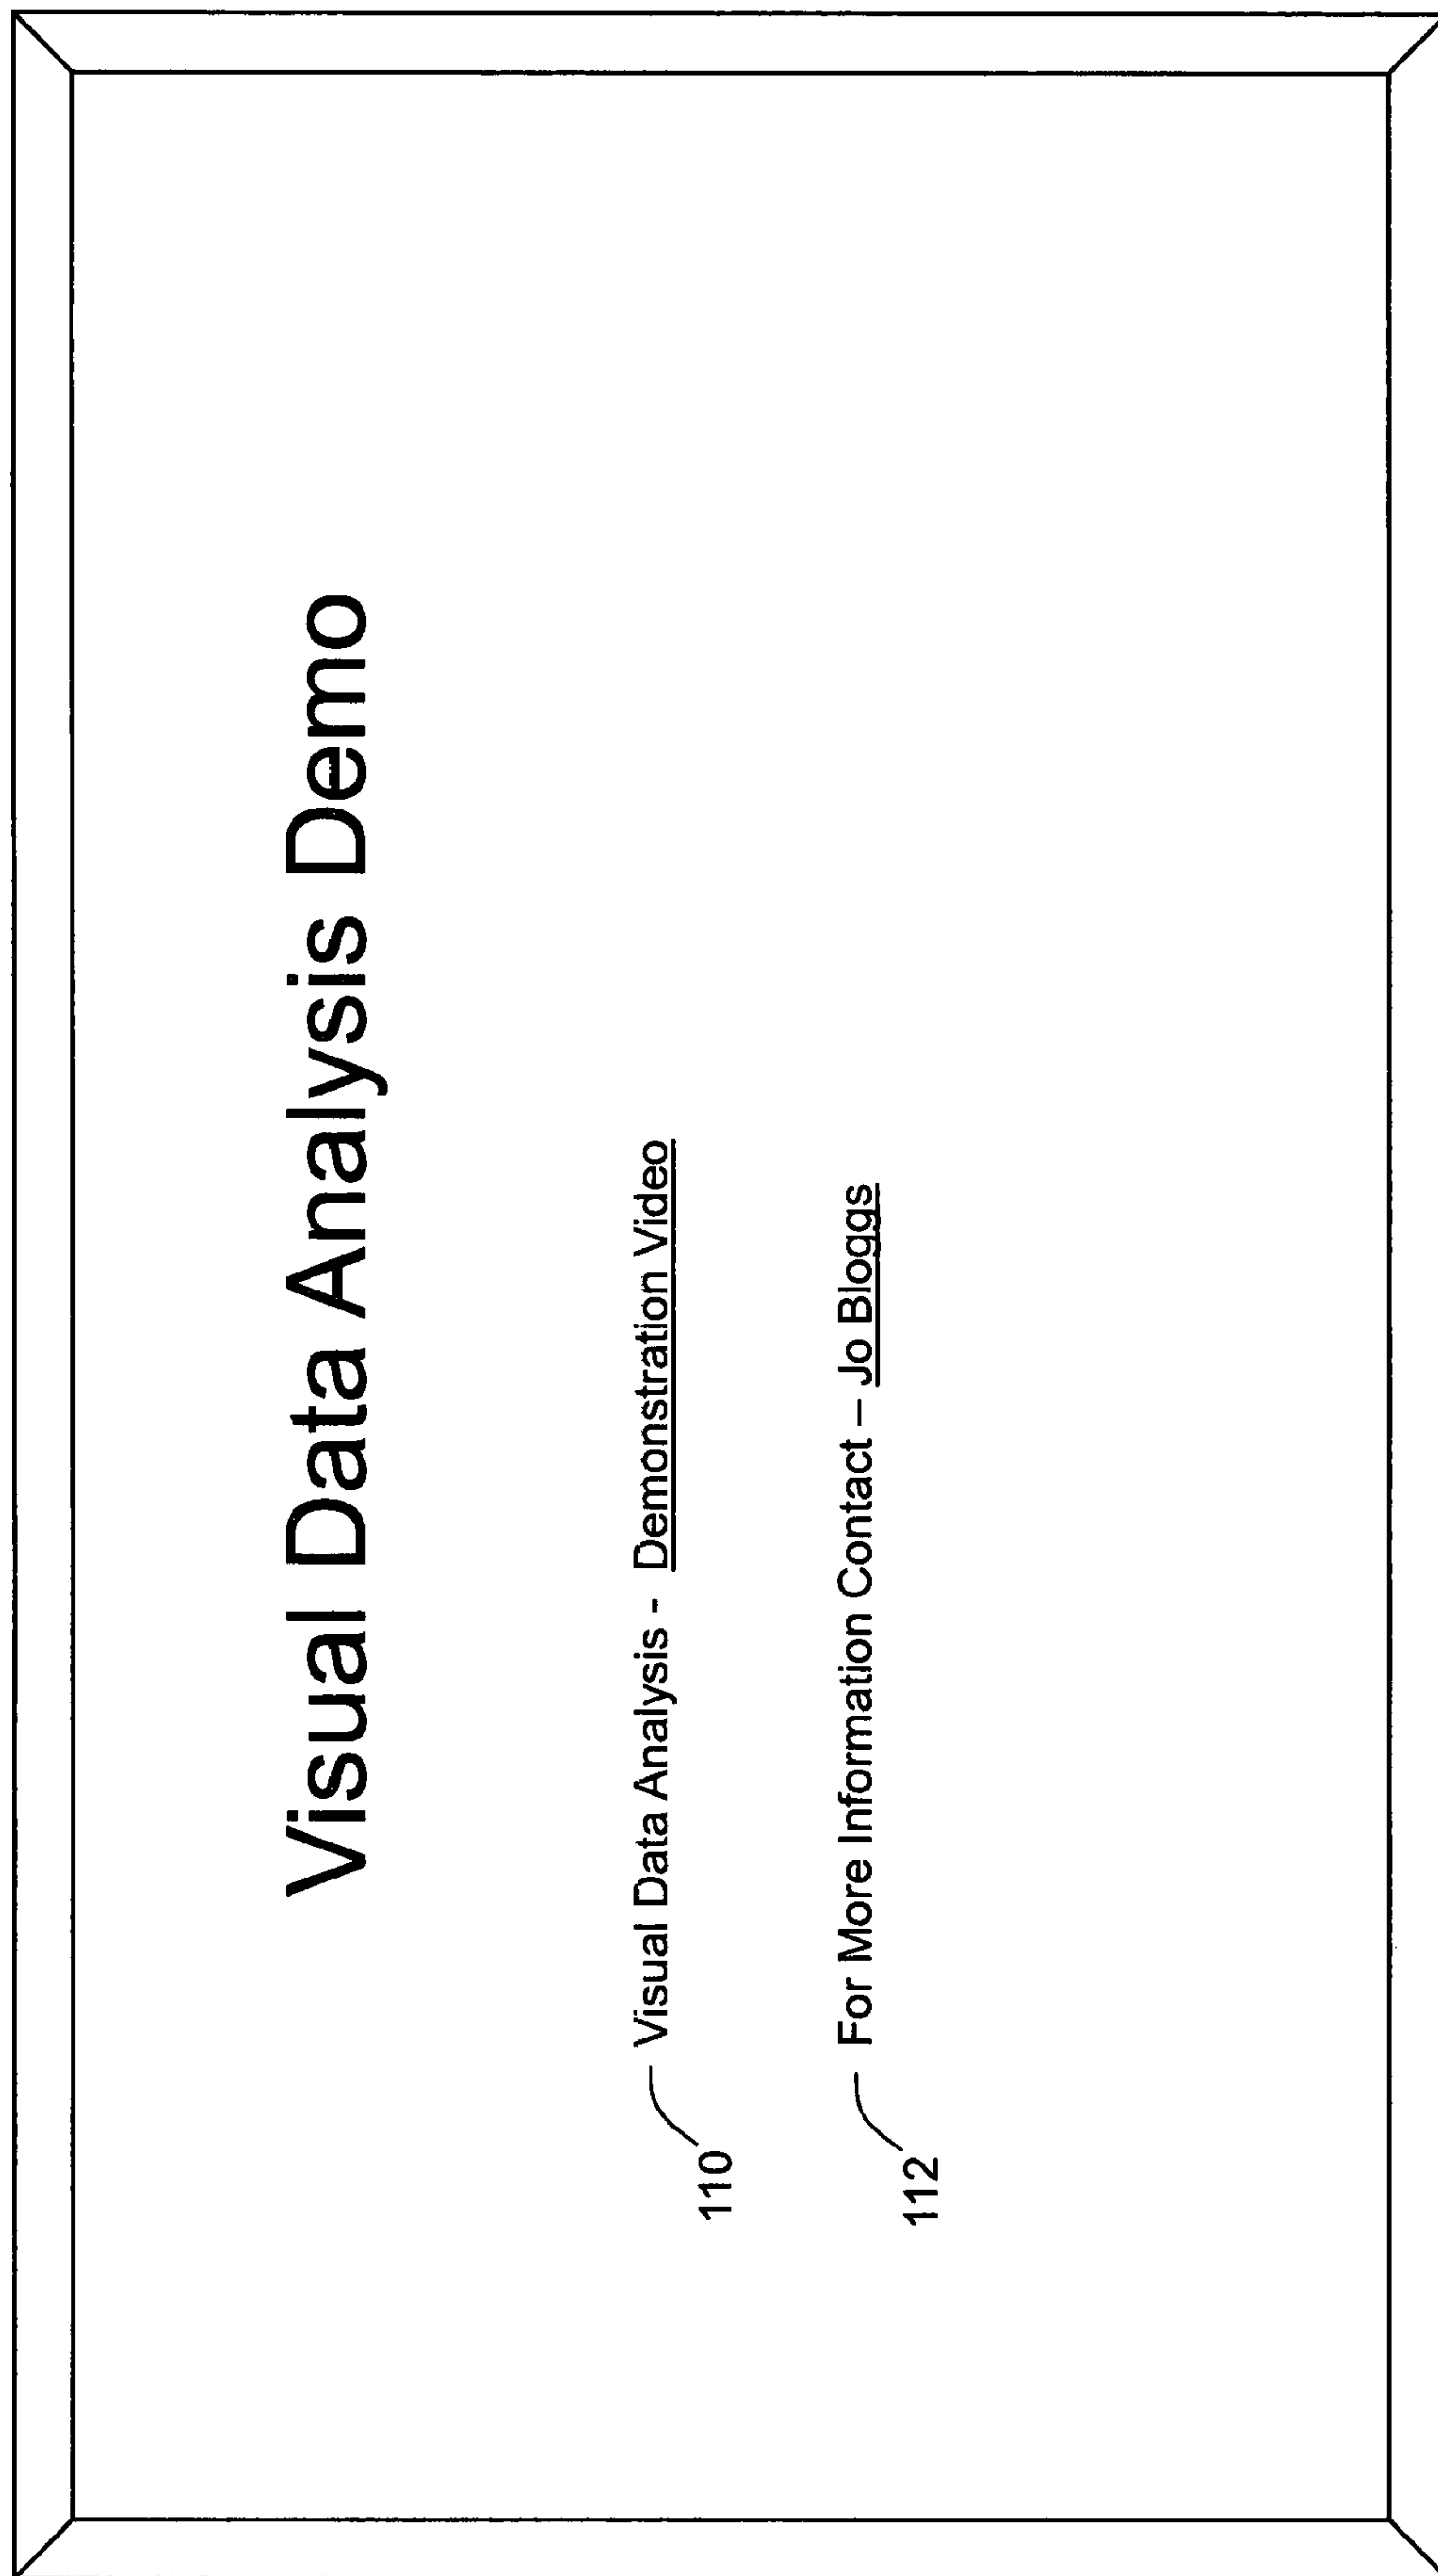 Visual Data Analysis Demo
110 Visual Data Analysis - Demonstration Video
112 For More Information Contact – Jo Bloggs